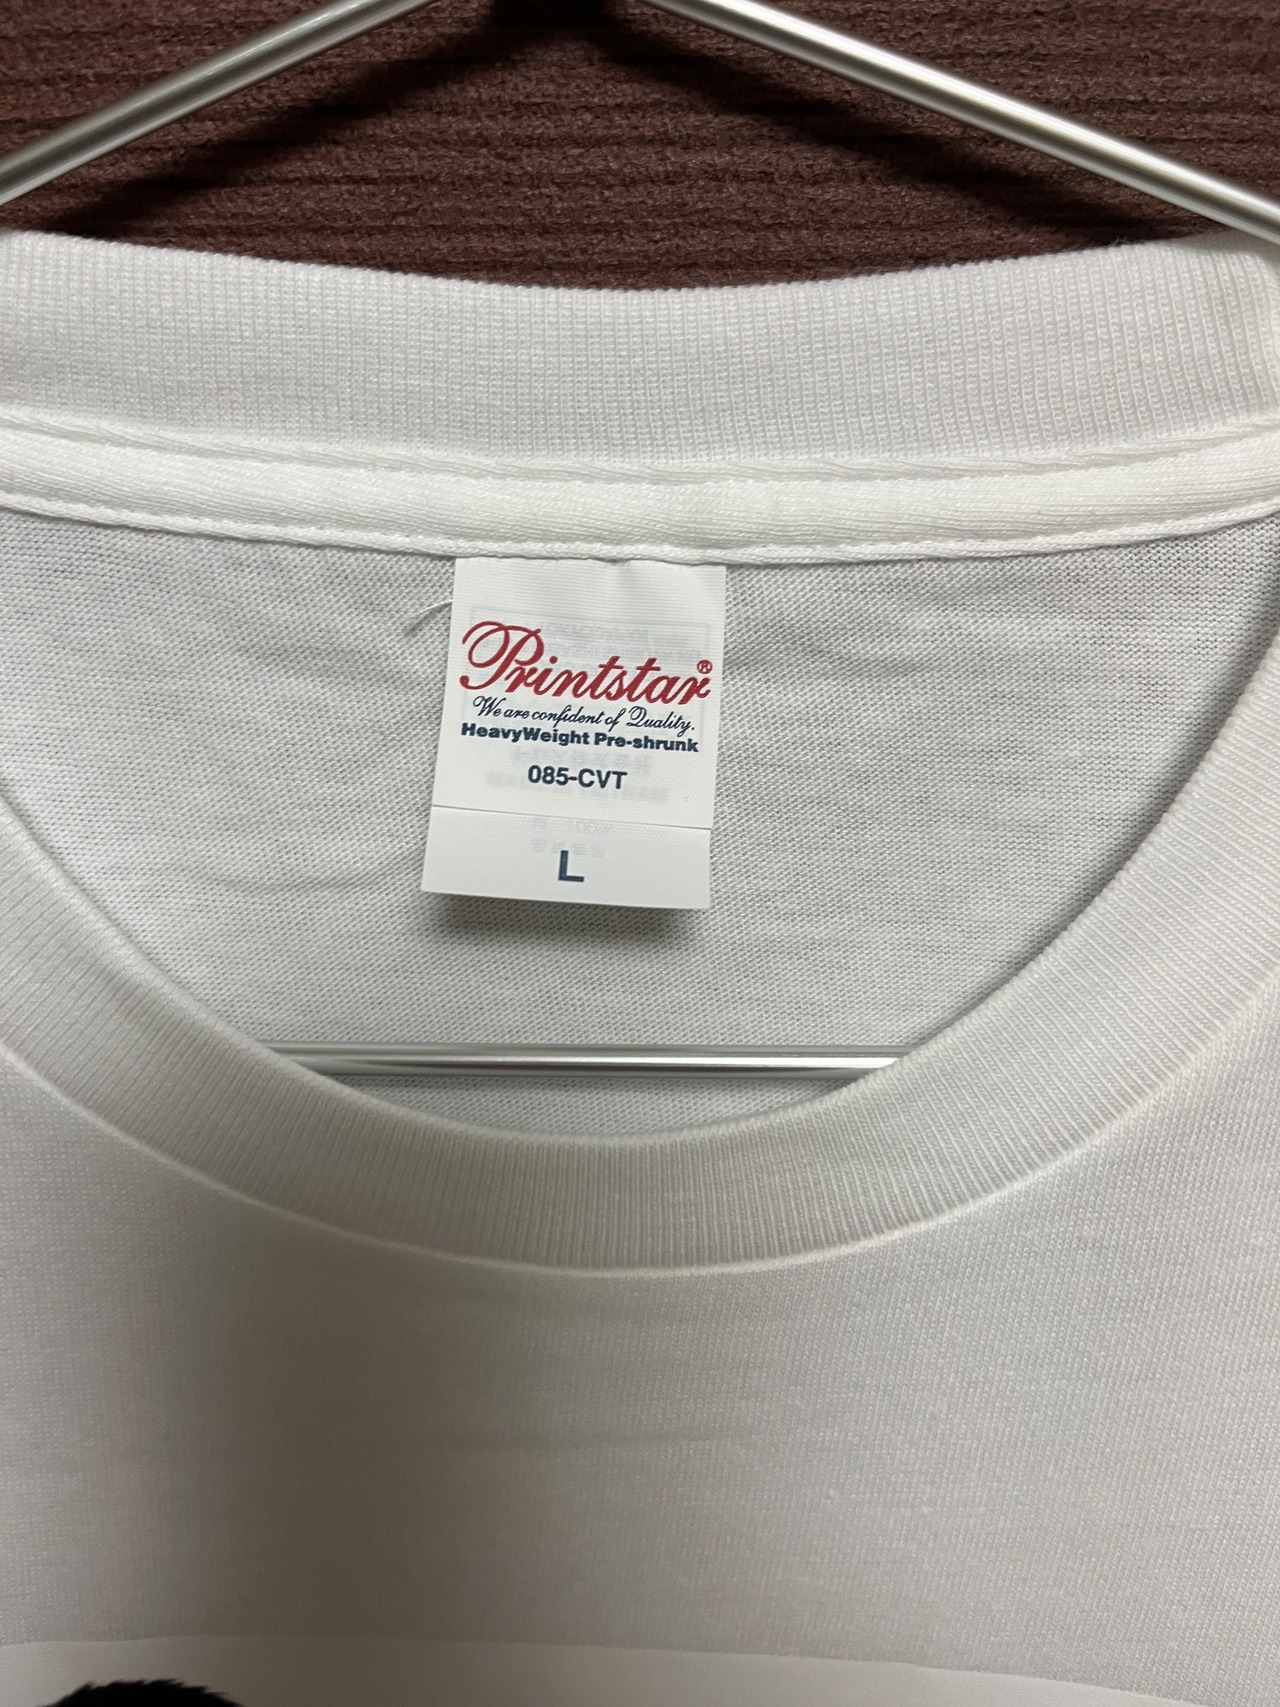 Printstar®
We are confident of Quality.
HeavyWeight Pre-shrunk
085-CVT
L